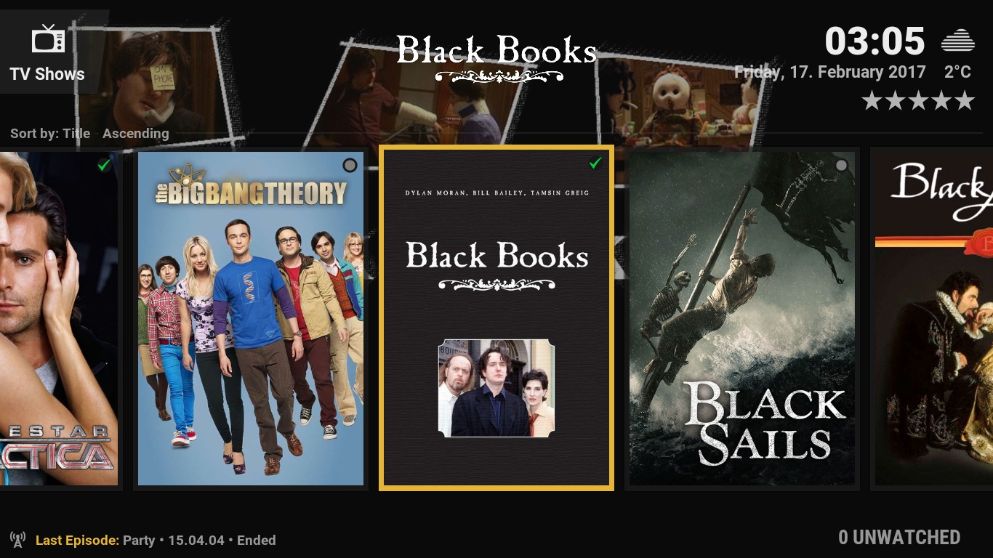 TV Shows
Black Books
03:05
Friday, 17. February 2017 2°C
Sort by: Title Ascending
the BIG BANG THEORY
DYLAN MORAN, BILL BAILEY, TAMSIN GREIG
Black Books
BLACK
SAILS
ESTAR
CTICA
Black
Last Episode: Party • 15.04.04 • Ended
0 UNWATCHED